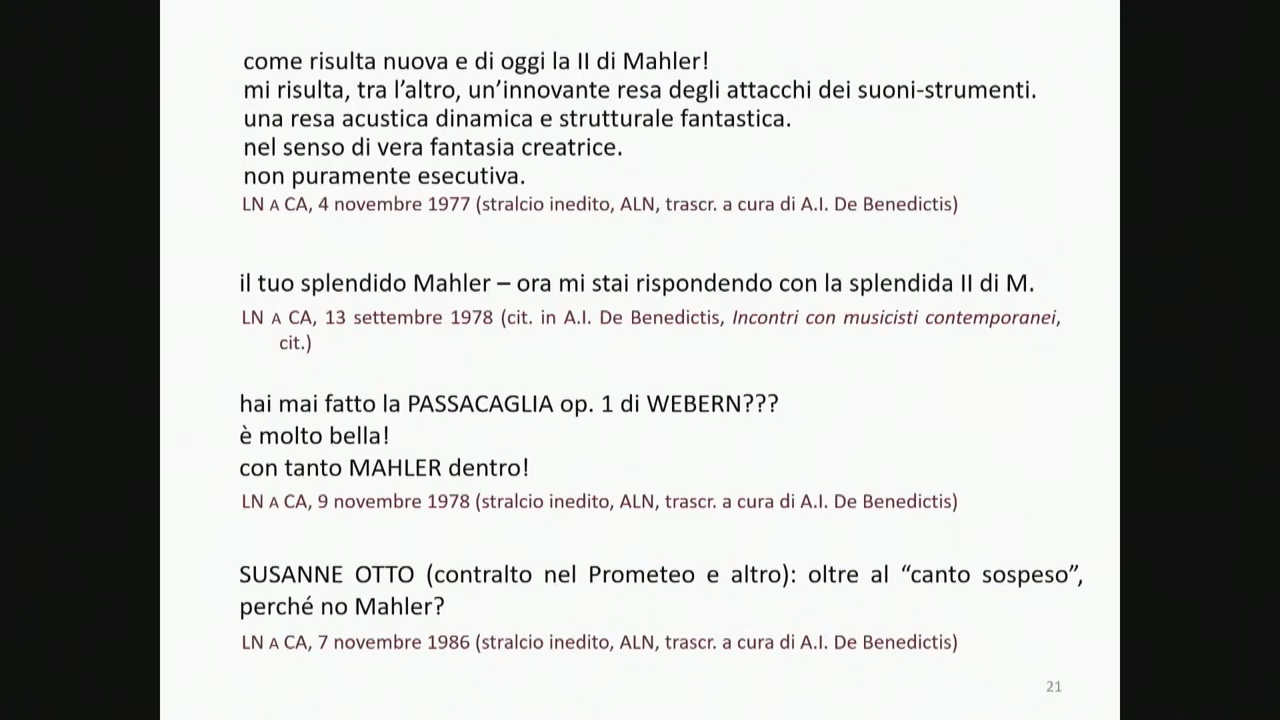 come risulta nuova e di oggi la II di Mahler!
mi risulta, tra l’altro, un’innovante resa degli attacchi dei suoni-strumenti.
una resa acustica dinamica e strutturale fantastica.
nel senso di vera fantasia creatrice.
non puramente esecutiva.
LN A CA, 4 novembre 1977 (stralcio inedito, ALN, trascr. a cura di A.I. De Benedictis)
il tuo splendido Mahler – ora mi stai rispondendo con la splendida II di M.
LN A CA, 13 settembre 1978 (cit. in A.I. De Benedictis, Incontri con musicisti contemporanei,
cit.)
hai mai fatto la PASSACAGLIA op. 1 di WEBERN???
è molto bella!
con tanto MAHLER dentro!
LN A CA, 9 novembre 1978 (stralcio inedito, ALN, trascr. a cura di A.I. De Benedictis)
SUSANNE OTTO (contralto nel Prometeo e altro): oltre al “canto sospeso”,
perché no Mahler?
LN A CA, 7 novembre 1986 (stralcio inedito, ALN, trascr. a cura di A.I. De Benedictis)
21